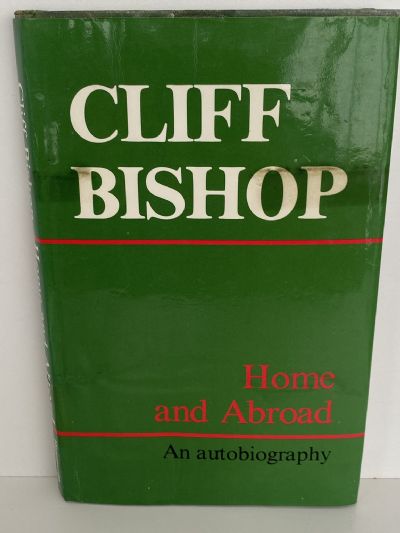 CLIFF
BISHOP
Home
and Abroad
An autobiography